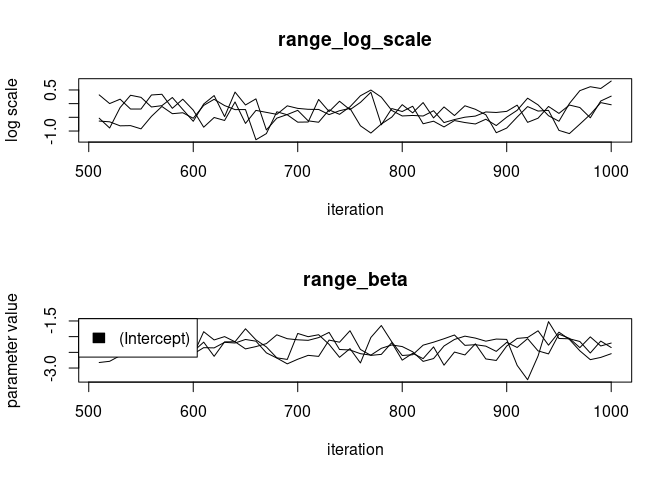 range_log_scale
log scale
0.5
-1.0
500 600 700 800 900 1000
iteration
range_beta
parameter value
-1.5
-3.0
(Intercept)
500 600 700 800 900 1000
iteration